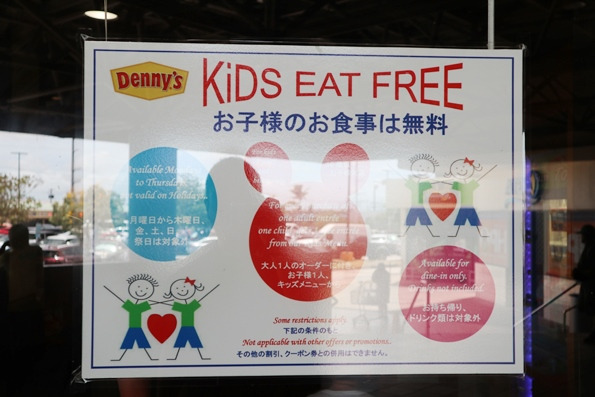 Denny's
KiDS EAT FREE
お子様のお食事は無料
Available
to Thursday
not valid on Holidays.
月曜日から木曜日、
金、土、日
祭日は対象外
one adult entrée
one entrée
大人1人のオーダーに
お子様1人、
キッズメニューか
Available for
dine-in only.
Drinks not included
お持ち帰り、
ドリンク類は対象外
Some restrictions apply.
下記の条件のもと
Not applicable with other offers or promotions.
その他の割引、クーポン券との併用はできません。